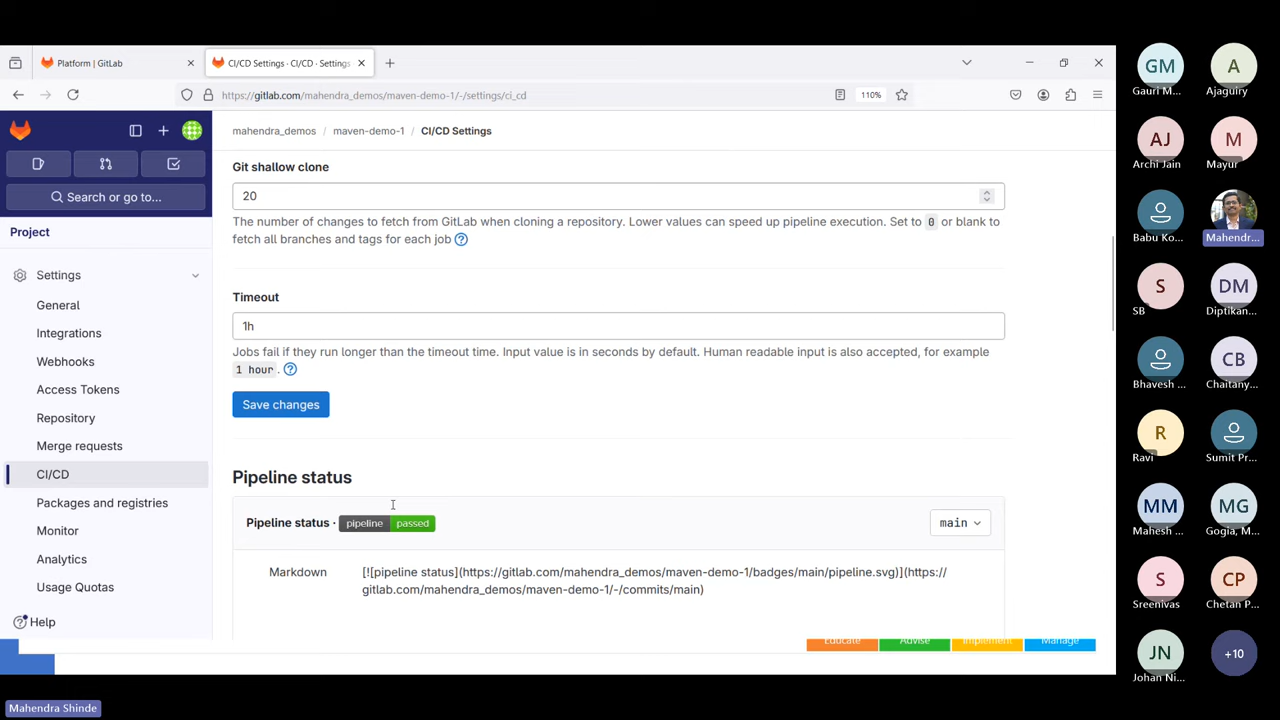 Platform | GitLab
CI/CD Settings · CI/CD · Settings
https://gitlab.com/mahendra_demos/maven-demo-1/-/settings/ci_cd
110%
mahendra_demos / maven-demo-1 / CI/CD Settings
Search or go to...
Project
Settings
General
Integrations
Webhooks
Access Tokens
Repository
Merge requests
CI/CD
Packages and registries
Monitor
Analytics
Usage Quotas
Help
Git shallow clone
20
The number of changes to fetch from GitLab when cloning a repository. Lower values can speed up pipeline execution. Set to 0 or blank to
fetch all branches and tags for each job
Timeout
1h
Jobs fail if they run longer than the timeout time. Input value is in seconds by default. Human readable input is also accepted, for example
1 hour .
Save changes
Pipeline status
Pipeline status · pipeline passed
main
Markdown
[![pipeline status](https://gitlab.com/mahendra_demos/maven-demo-1/badges/main/pipeline.svg)](https://
gitlab.com/mahendra_demos/maven-demo-1/-/commits/main)
Educate
Advise
Implement
Manage
GM
Gauri M...
A
Ajaguiry
AJ
Archi Jain
M
Mayur
Babu Ko...
Mahendr...
S
SB
DM
Diptikan...
Bhavesh ...
CB
Chaitany...
R
Ravi
Sumit Pr...
MM
Mahesh ...
MG
Gogia, M...
S
Sreenivas
CP
Chetan P...
JN
Johan Ni...
+10
Mahendra Shinde